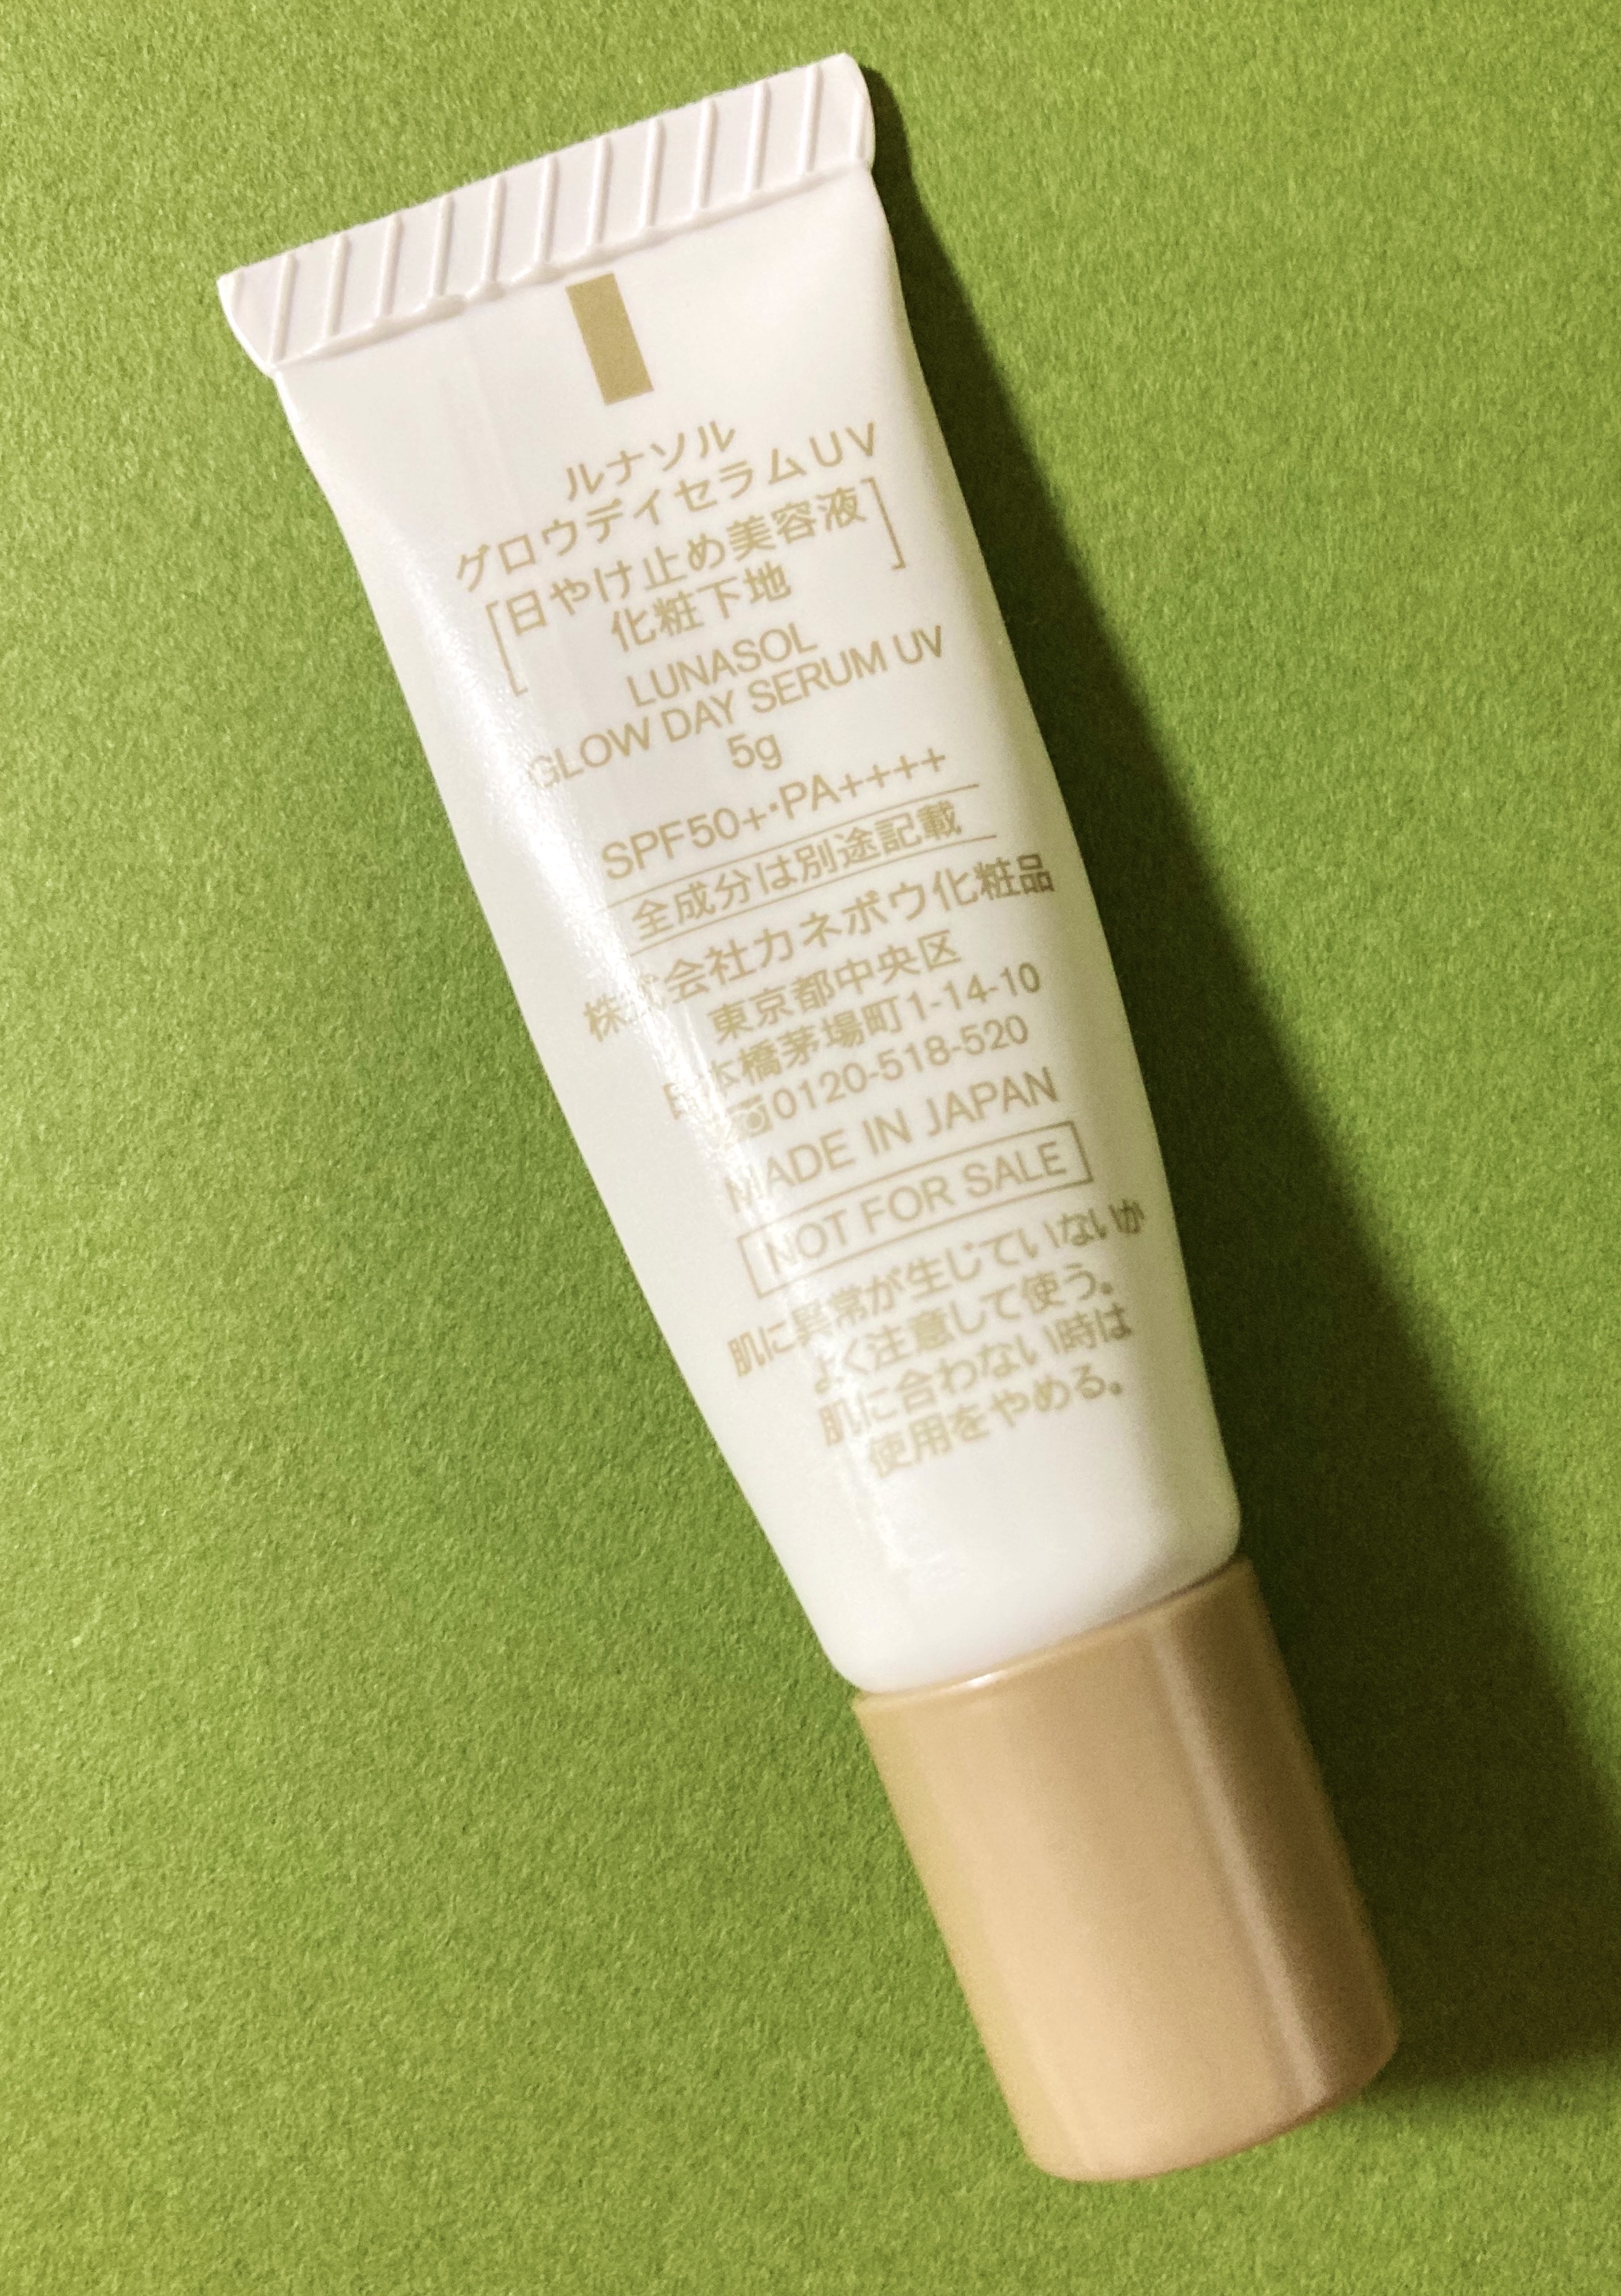 ルナソル
グロウデイセラムUV
[日やけ止め美容液
化粧下地]
LUNASOL
GLOW DAY SERUM UV
5g
SPF50+・PA++++
全成分は別途記載
株式会社カネボウ化粧品
東京都中央区
日本橋茅場町1-14-10
0120-518-520
MADE IN JAPAN
NOT FOR SALE
肌に異常が生じていないか
よく注意して使う。
肌に合わない時は
使用をやめる。